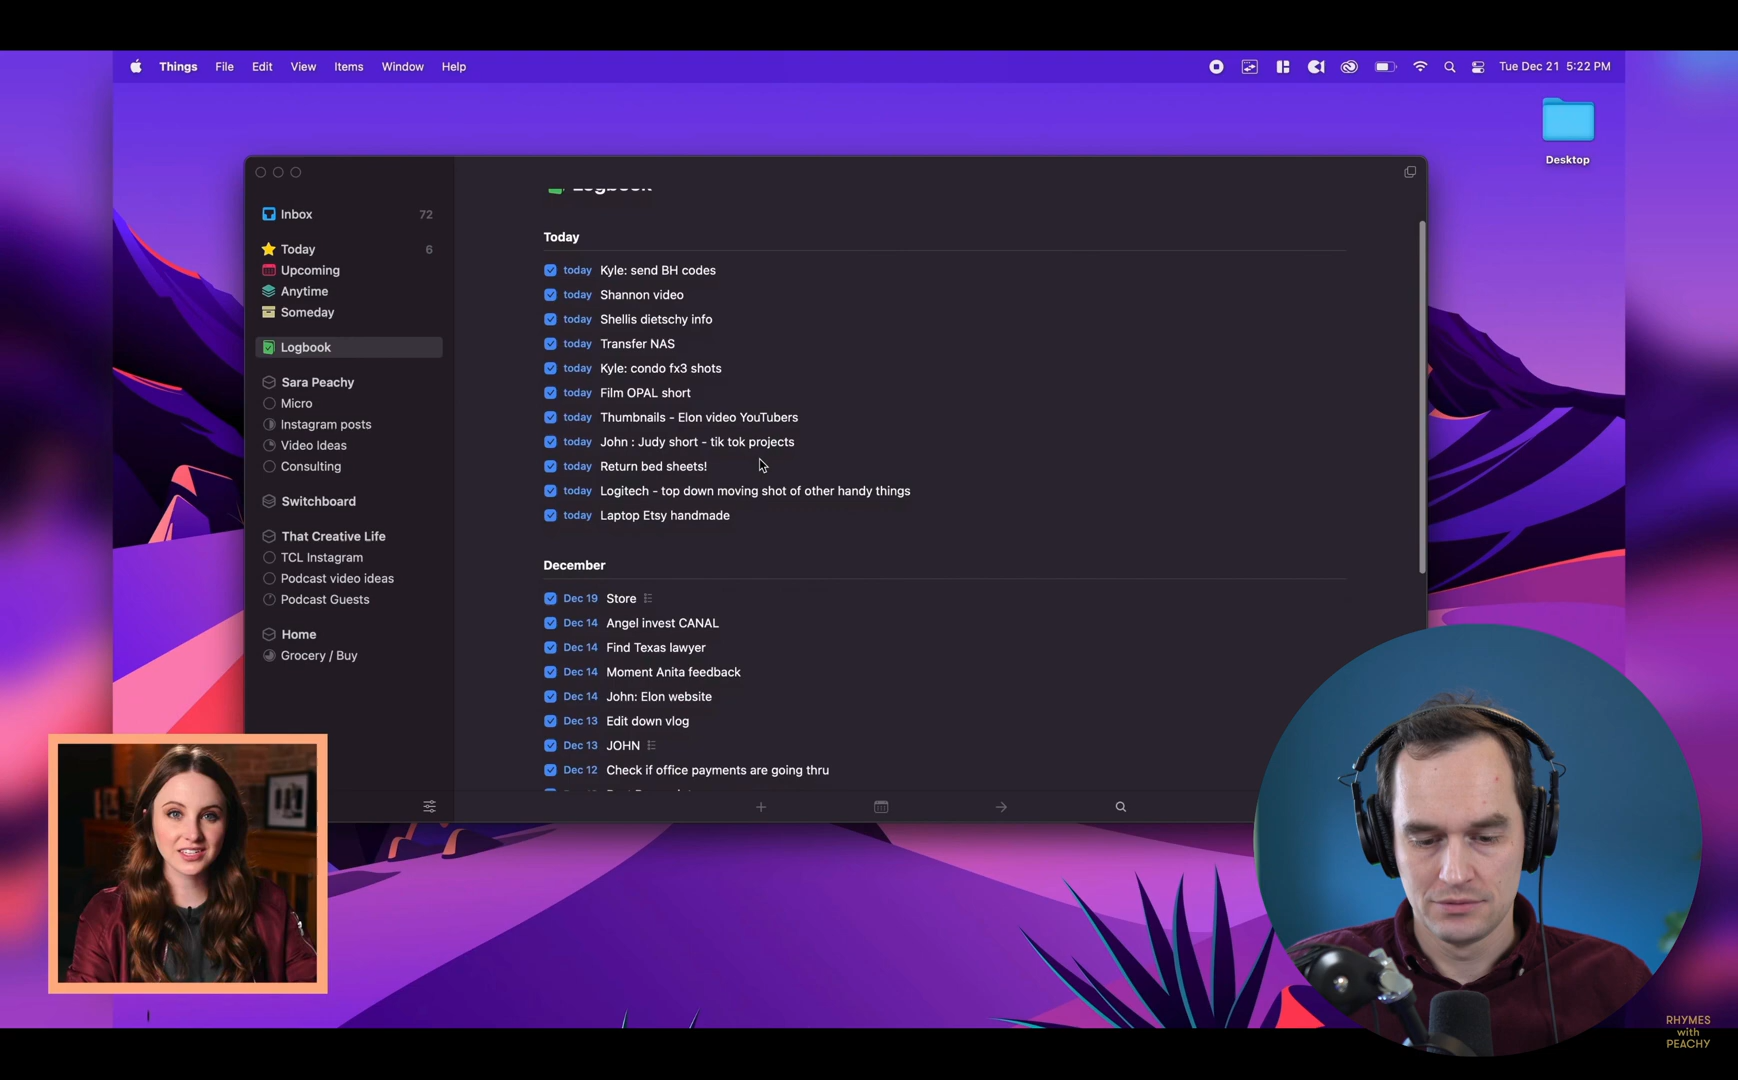 Things File Edit View Items Window Help
Tue Dec 21 5:22 PM
Desktop
Inbox 72
Today 6
Upcoming
Anytime
Someday
Logbook
Sara Peachy
Micro
Instagram posts
Video Ideas
Consulting
Switchboard
That Creative Life
TCL Instagram
Podcast video ideas
Podcast Guests
Home
Grocery / Buy
Logbook
Today
today Kyle: send BH codes
today Shannon video
today Shellis dietschy info
today Transfer NAS
today Kyle: condo fx3 shots
today Film OPAL short
today Thumbnails - Elon video YouTubers
today John : Judy short - tik tok projects
today Return bed sheets!
today Logitech - top down moving shot of other handy things
today Laptop Etsy handmade
December
Dec 19 Store
Dec 14 Angel invest CANAL
Dec 14 Find Texas lawyer
Dec 14 Moment Anita feedback
Dec 14 John: Elon website
Dec 13 Edit down vlog
Dec 13 JOHN
Dec 12 Check if office payments are going thru
RHYMES
with
PEACHY